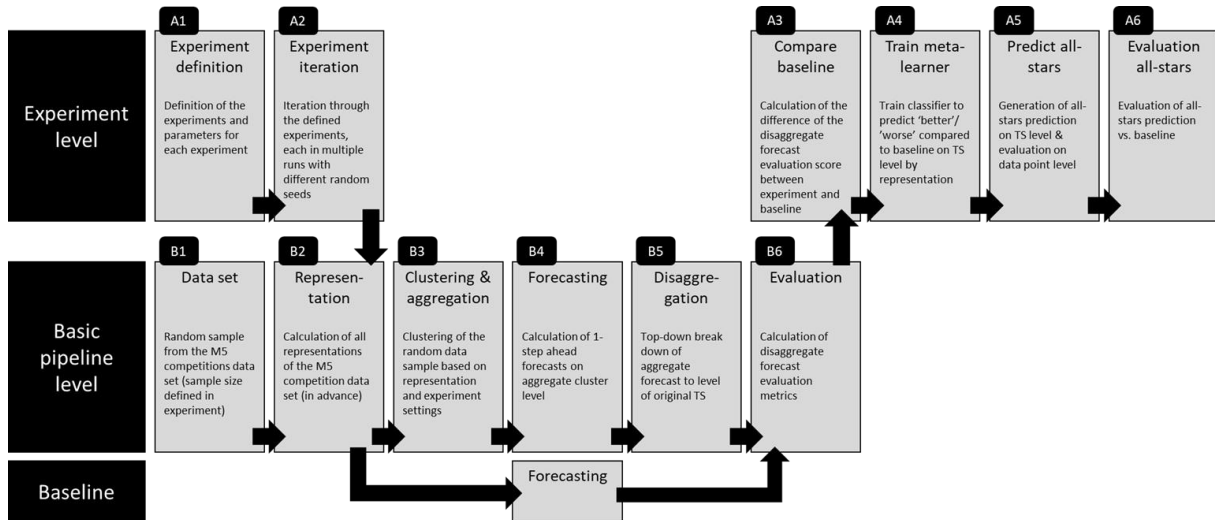 Experiment
level
A1
Experiment
definition
Definition of the
experiments and
parameters for
each experiment
A2
Experiment
iteration
Iteration through
the defined
experiments,
each in multiple
runs with
different random
seeds
A3
Compare
baseline
Calculation of the
difference of the
disaggregate
forecast
evaluation score
between
experiment and
baseline
A4
Train meta-
learner
Train classifier to
predict ‘better’/
‘worse’ compared
to baseline on TS
level by
representation
A5
Predict all-
stars
Generation of all-
stars prediction
on TS level &
evaluation on
data point level
A6
Evaluation
all-stars
Evaluation of all-
stars prediction
vs. baseline
Basic
pipeline
level
B1
Data set
Random sample
from the M5
competitions data
set (sample size
defined in
experiment)
B2
Represen-
tation
Calculation of all
representations
of the M5
competition data
set (in advance)
B3
Clustering &
aggregation
Clustering of the
random data
sample based on
representation
and experiment
settings
B4
Forecasting
Calculation of 1-
step ahead
forecasts on
aggregate cluster
level
B5
Disaggre-
gation
Top-down break
down of
aggregate
forecast to level
of original TS
B6
Evaluation
Calculation of
disaggregate
forecast
evaluation
metrics
Baseline
Forecasting